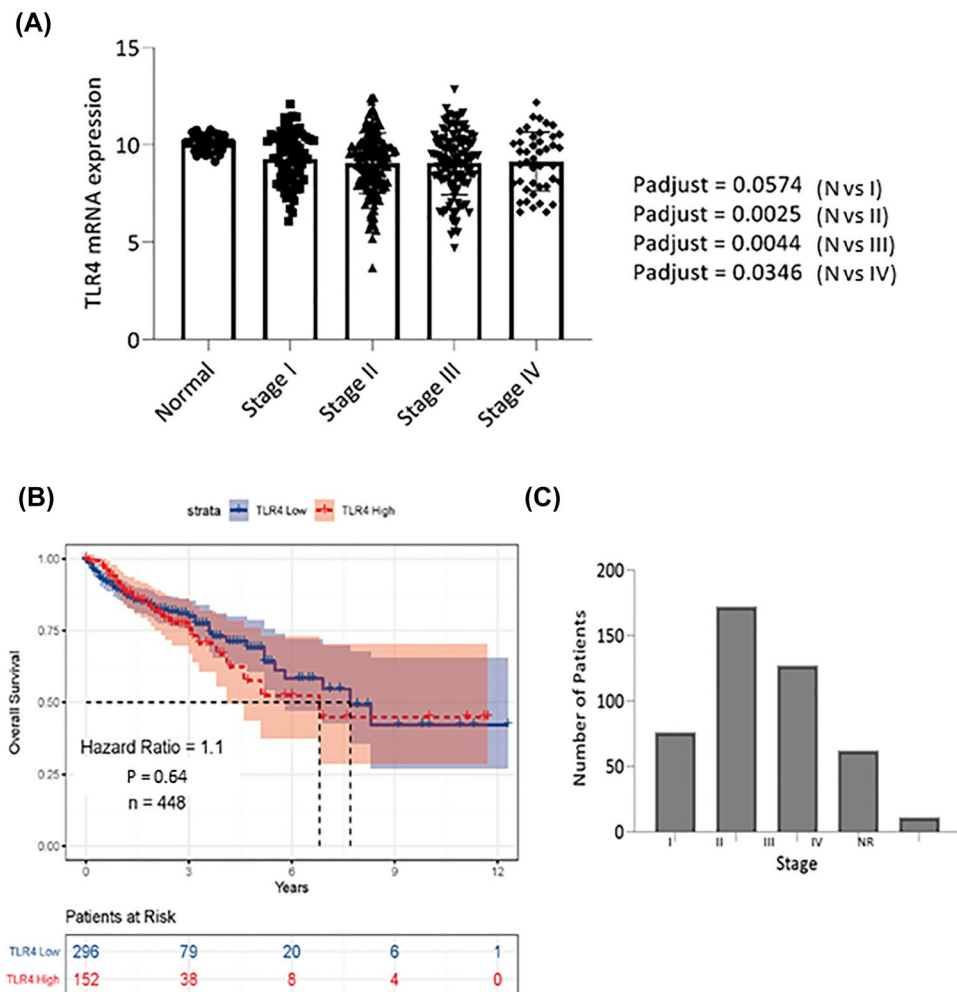 (A)
15
10
5
0
TLR4 mRNA expression
Normal
Stage I
Stage II
Stage III
Stage IV
Padjust = 0.0574 (N vs I)
Padjust = 0.0025 (N vs II)
Padjust = 0.0044 (N vs III)
Padjust = 0.0346 (N vs IV)
(B)
strata TLR4 Low TLR4 High
1.00
0.75
0.50
0.25
0.00
Overall Survival
Hazard Ratio = 1.1
P = 0.64
n = 448
0 3 6 9 12
Years
Patients at Risk
TLR4 Low 296 79 20 6 1
TLR4 High 152 38 8 4 0
(C)
200
150
100
50
0
Number of Patients
I II III IV NR
Stage